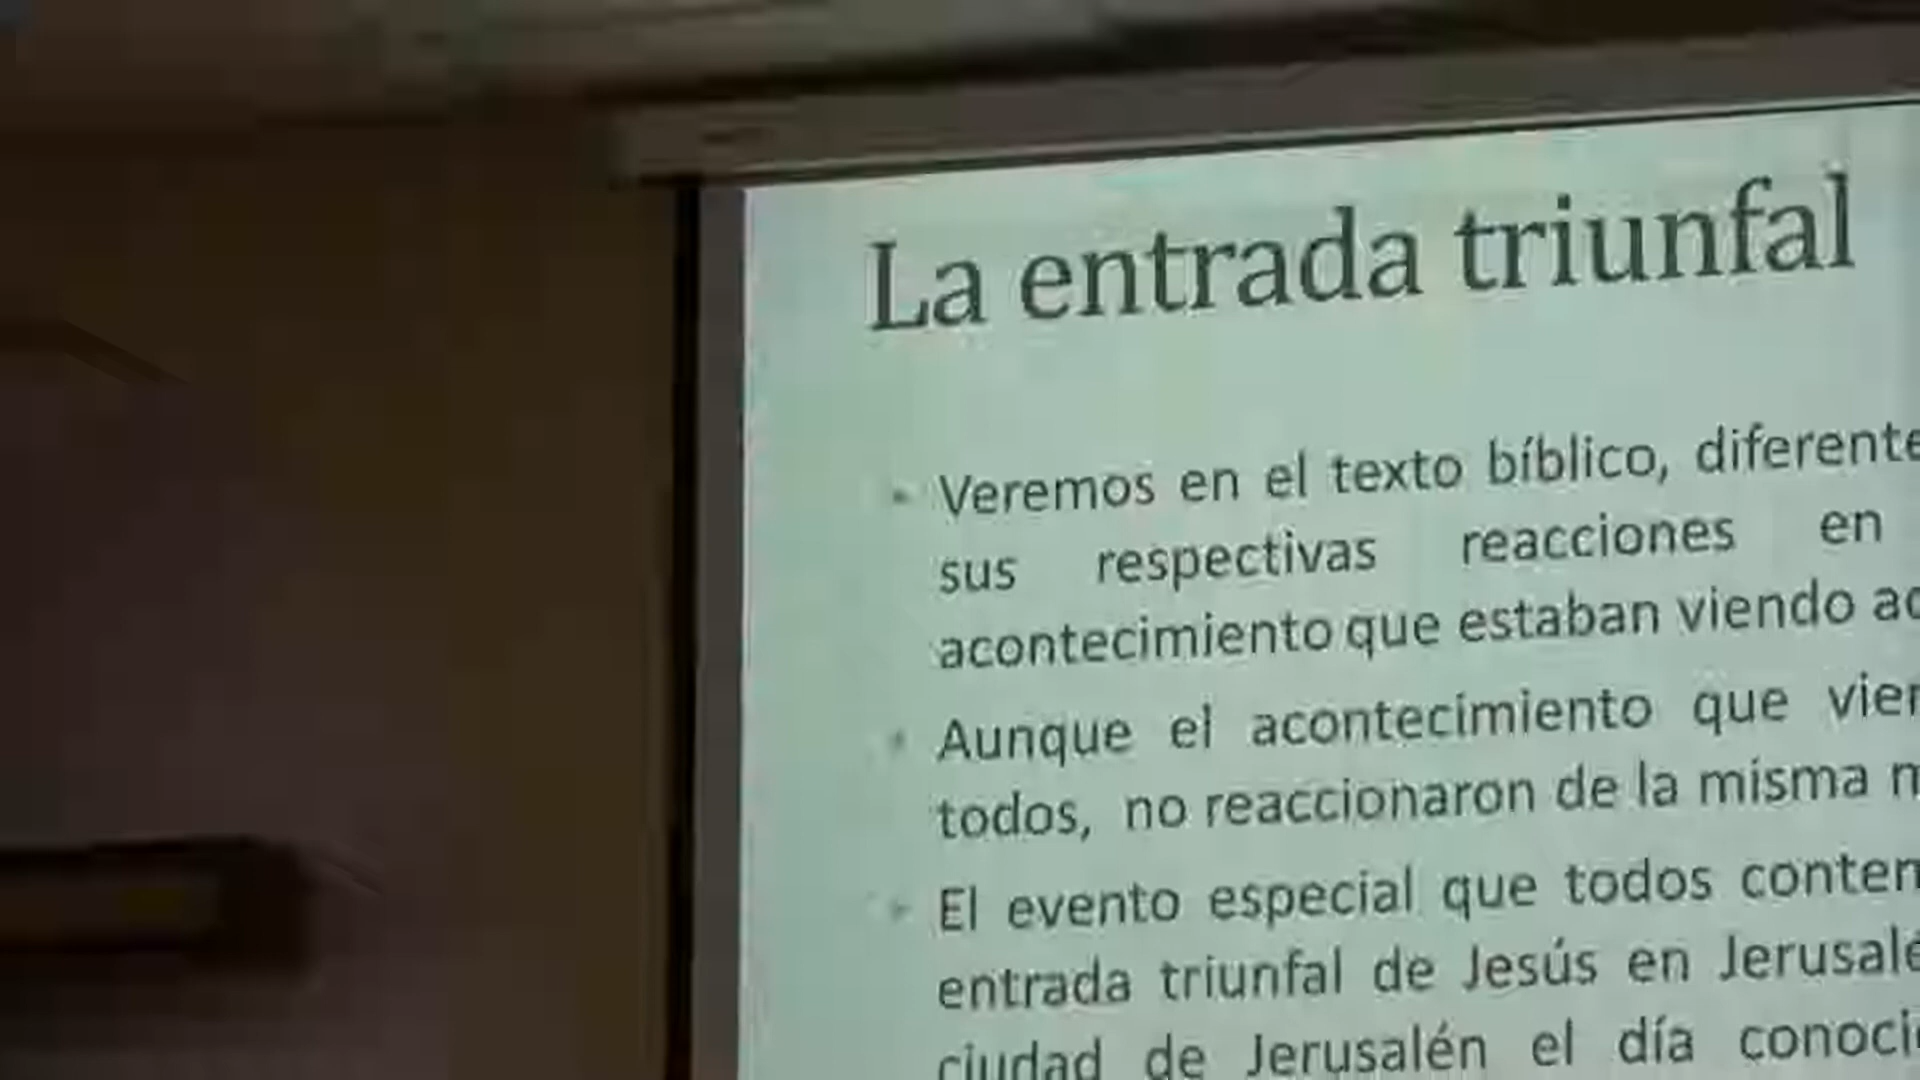 La entrada triunfal
Veremos en el texto bíblico,
sus respectivas reacciones en
acontecimiento que estaban viendo
Aunque el acontecimiento que
todos, no reaccionaron de la misma
El evento especial que todos
entrada triunfal de Jesús en
ciudad de Jerusalén el día